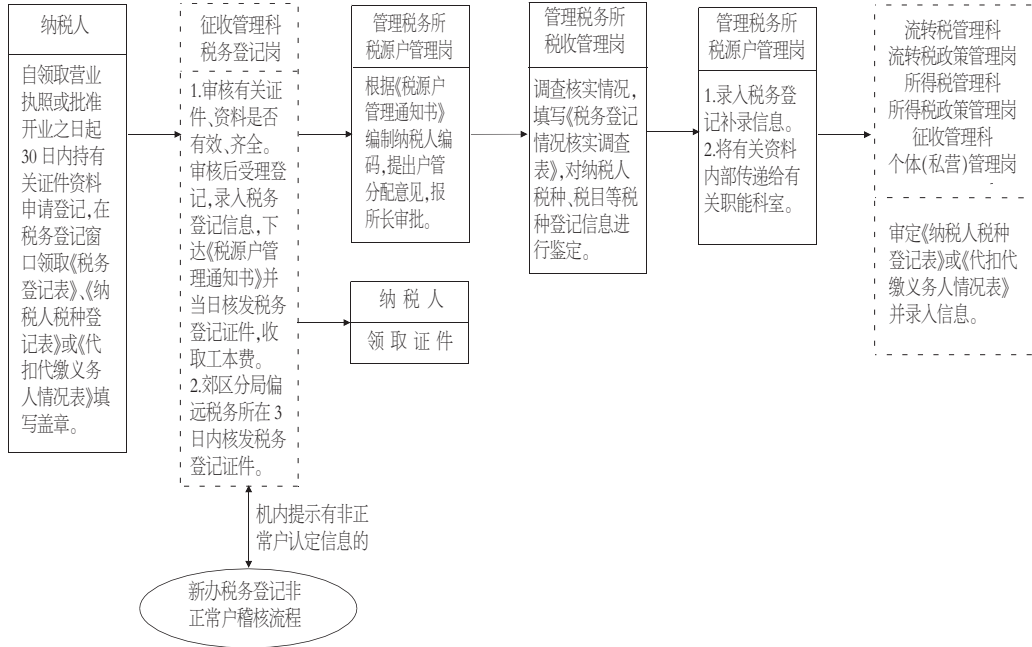 纳税人
自领取营业
执照或批准
开业之日起
30 日内持有
关证件资料
申请登记,在
税务登记窗
口领取《税务
登记表》、《纳
税人税种登
记表》或《代
扣代缴义务
人情况表》填
写盖章。
征收管理科
税务登记岗
1.审核有关证
件、资料是否
有效、齐全。
审核后受理登
记,录入税务
登记信息,下
达《税源户管
理通知书》并
当日核发税务
登记证件,收
取工本费。
2.郊区分局偏
远税务所在 3
日内核发税务
登记证件。
机内提示有非正
常户认定信息的
新办税务登记非
正常户稽核流程
管理税务所
税源户管理岗
根据《税源户
管理通知书》
编制纳税人编
码,提出户管
分配意见,报
所长审批。
纳 税 人
领 取 证 件
管理税务所
税收管理岗
调查核实情况,
填写《税务登记
情况核实调查
表》,对纳税人
税种、税目等税
种登记信息进
行鉴定。
管理税务所
税源户管理岗
1.录入税务登
记补录信息。
2.将有关资料
内部传递给有
关职能科室。
流转税管理科
流转税政策管理岗
所得税管理科
所得税政策管理岗
征收管理科
个体(私营)管理岗
审定《纳税人税种
登记表》或《代扣代
缴义务人情况表》
并录入信息。